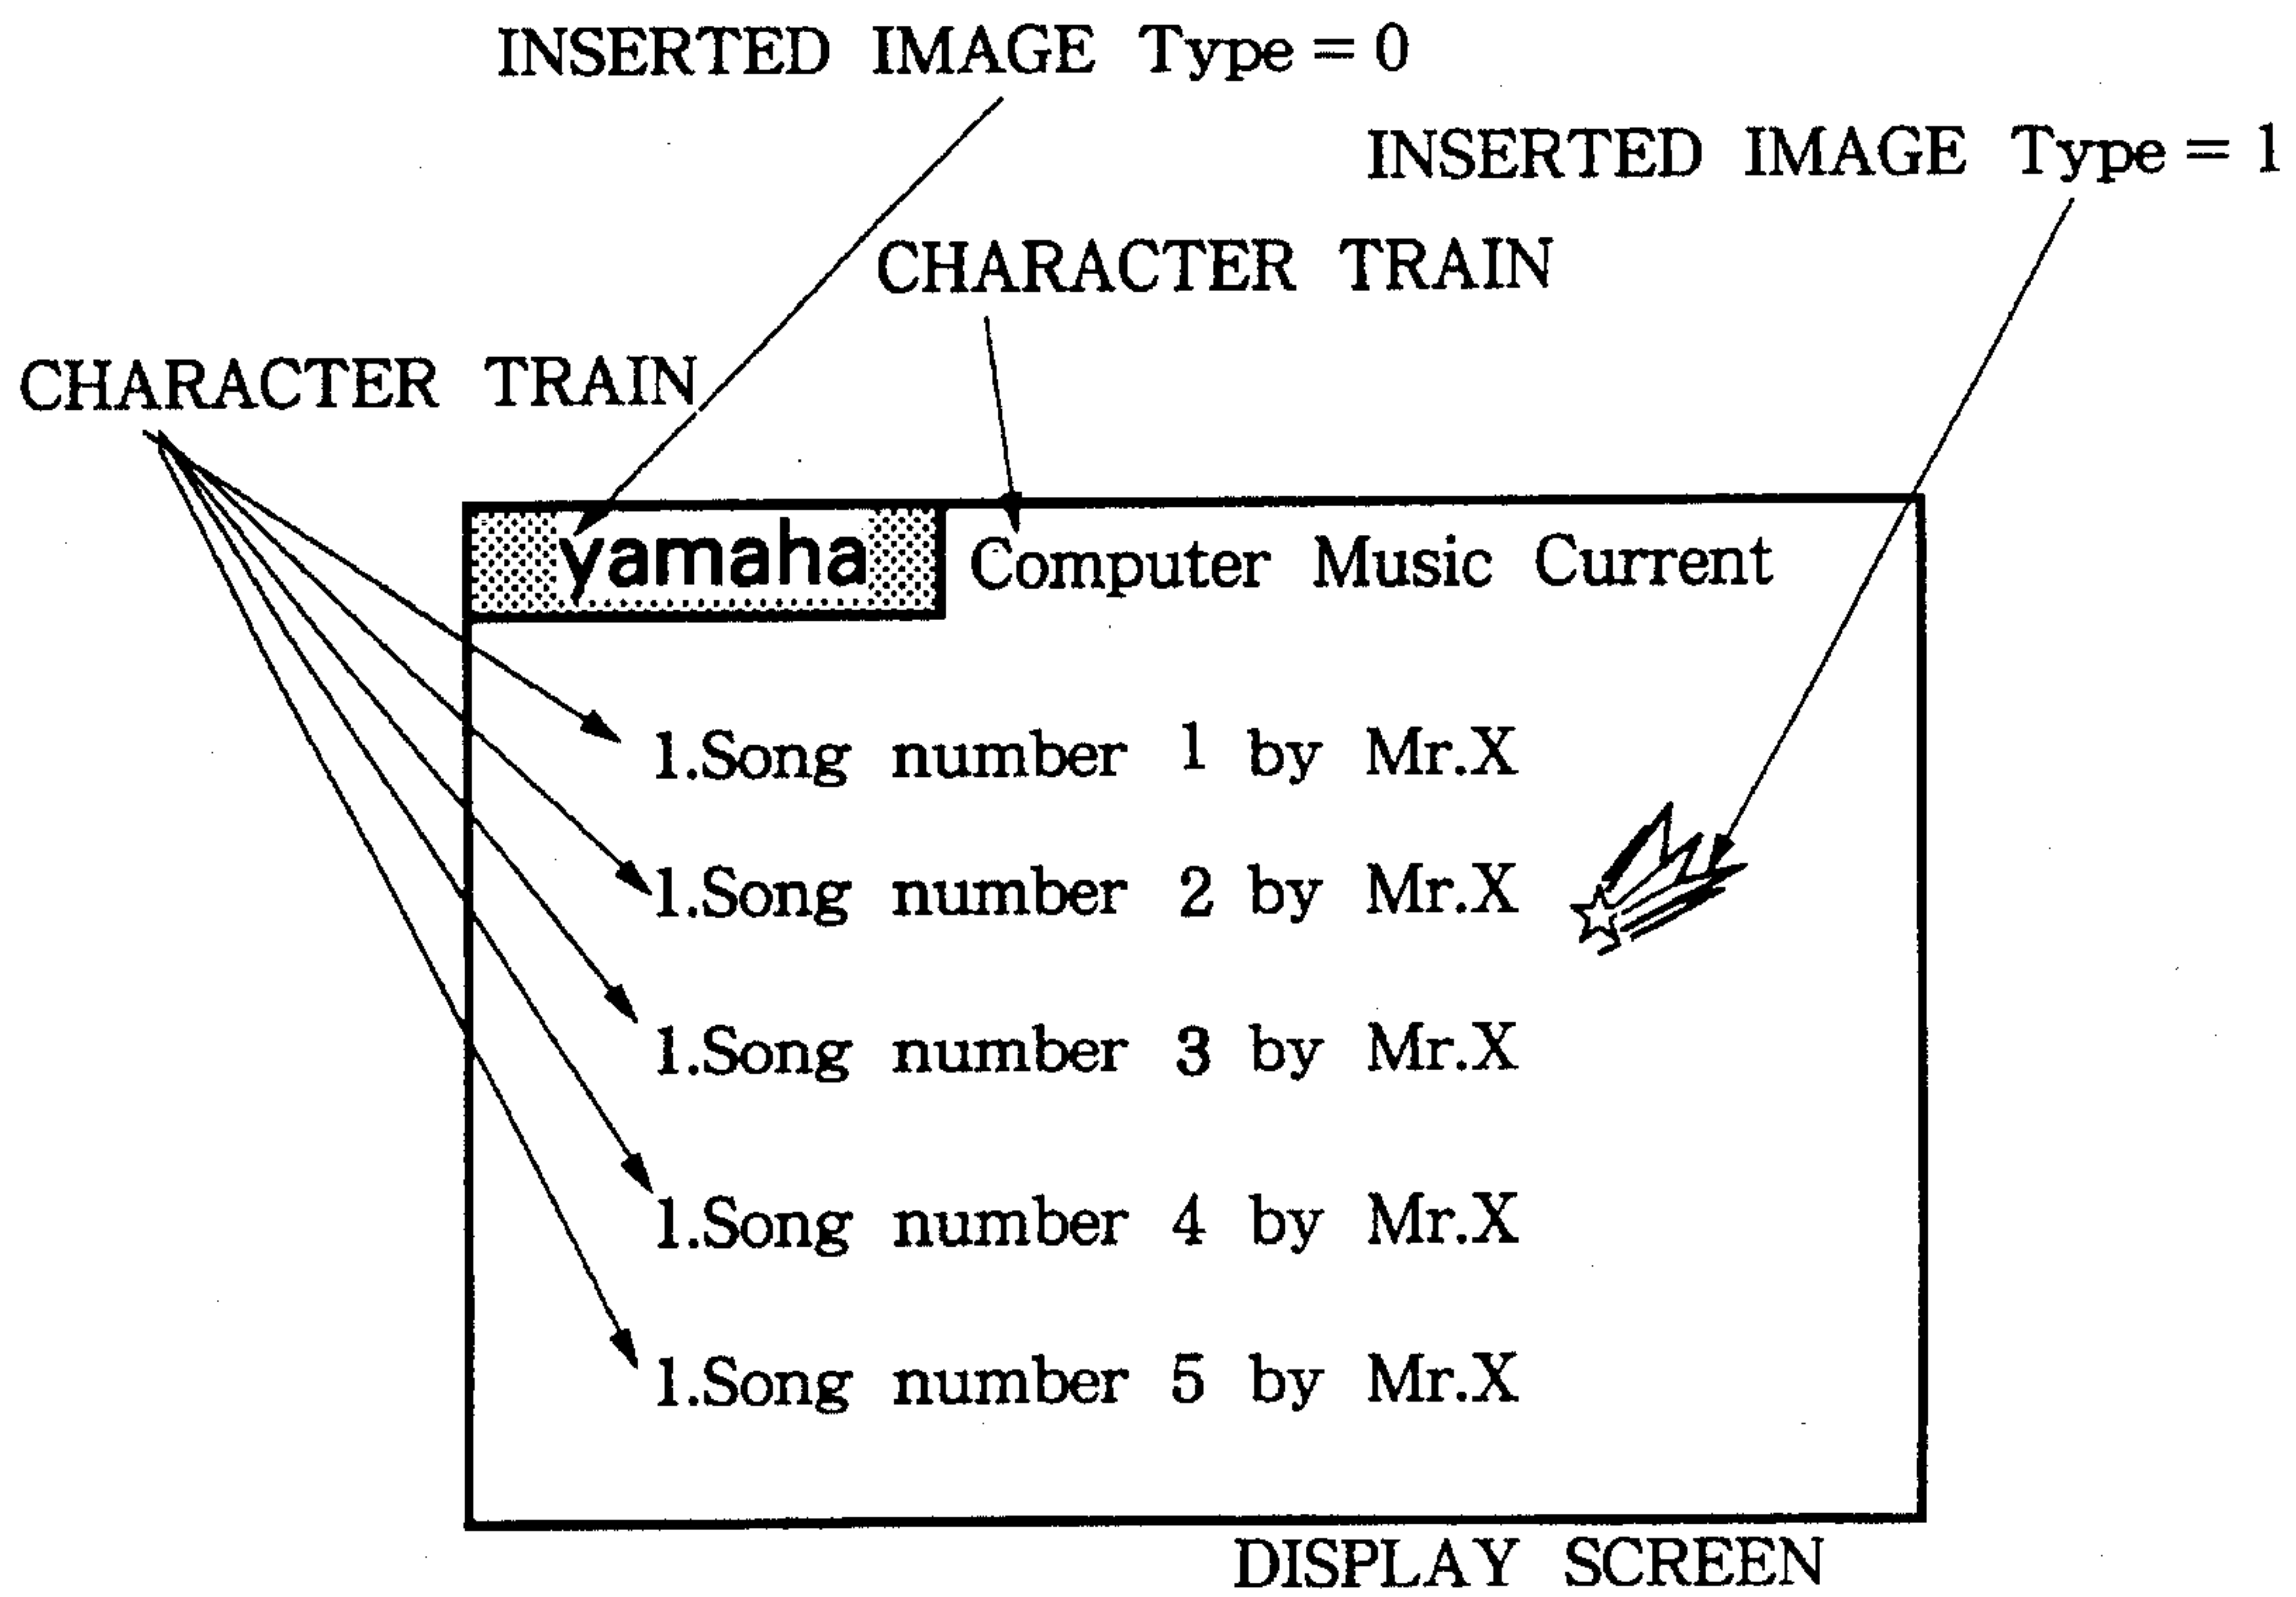 INSERTED IMAGE Type = 0
INSERTED IMAGE Type = 1
CHARACTER TRAIN
CHARACTER TRAIN
yamaha Computer Music Current
1.Song number 1 by Mr.X
1.Song number 2 by Mr.X
1.Song number 3 by Mr.X
1.Song number 4 by Mr.X
1.Song number 5 by Mr.X
DISPLAY SCREEN